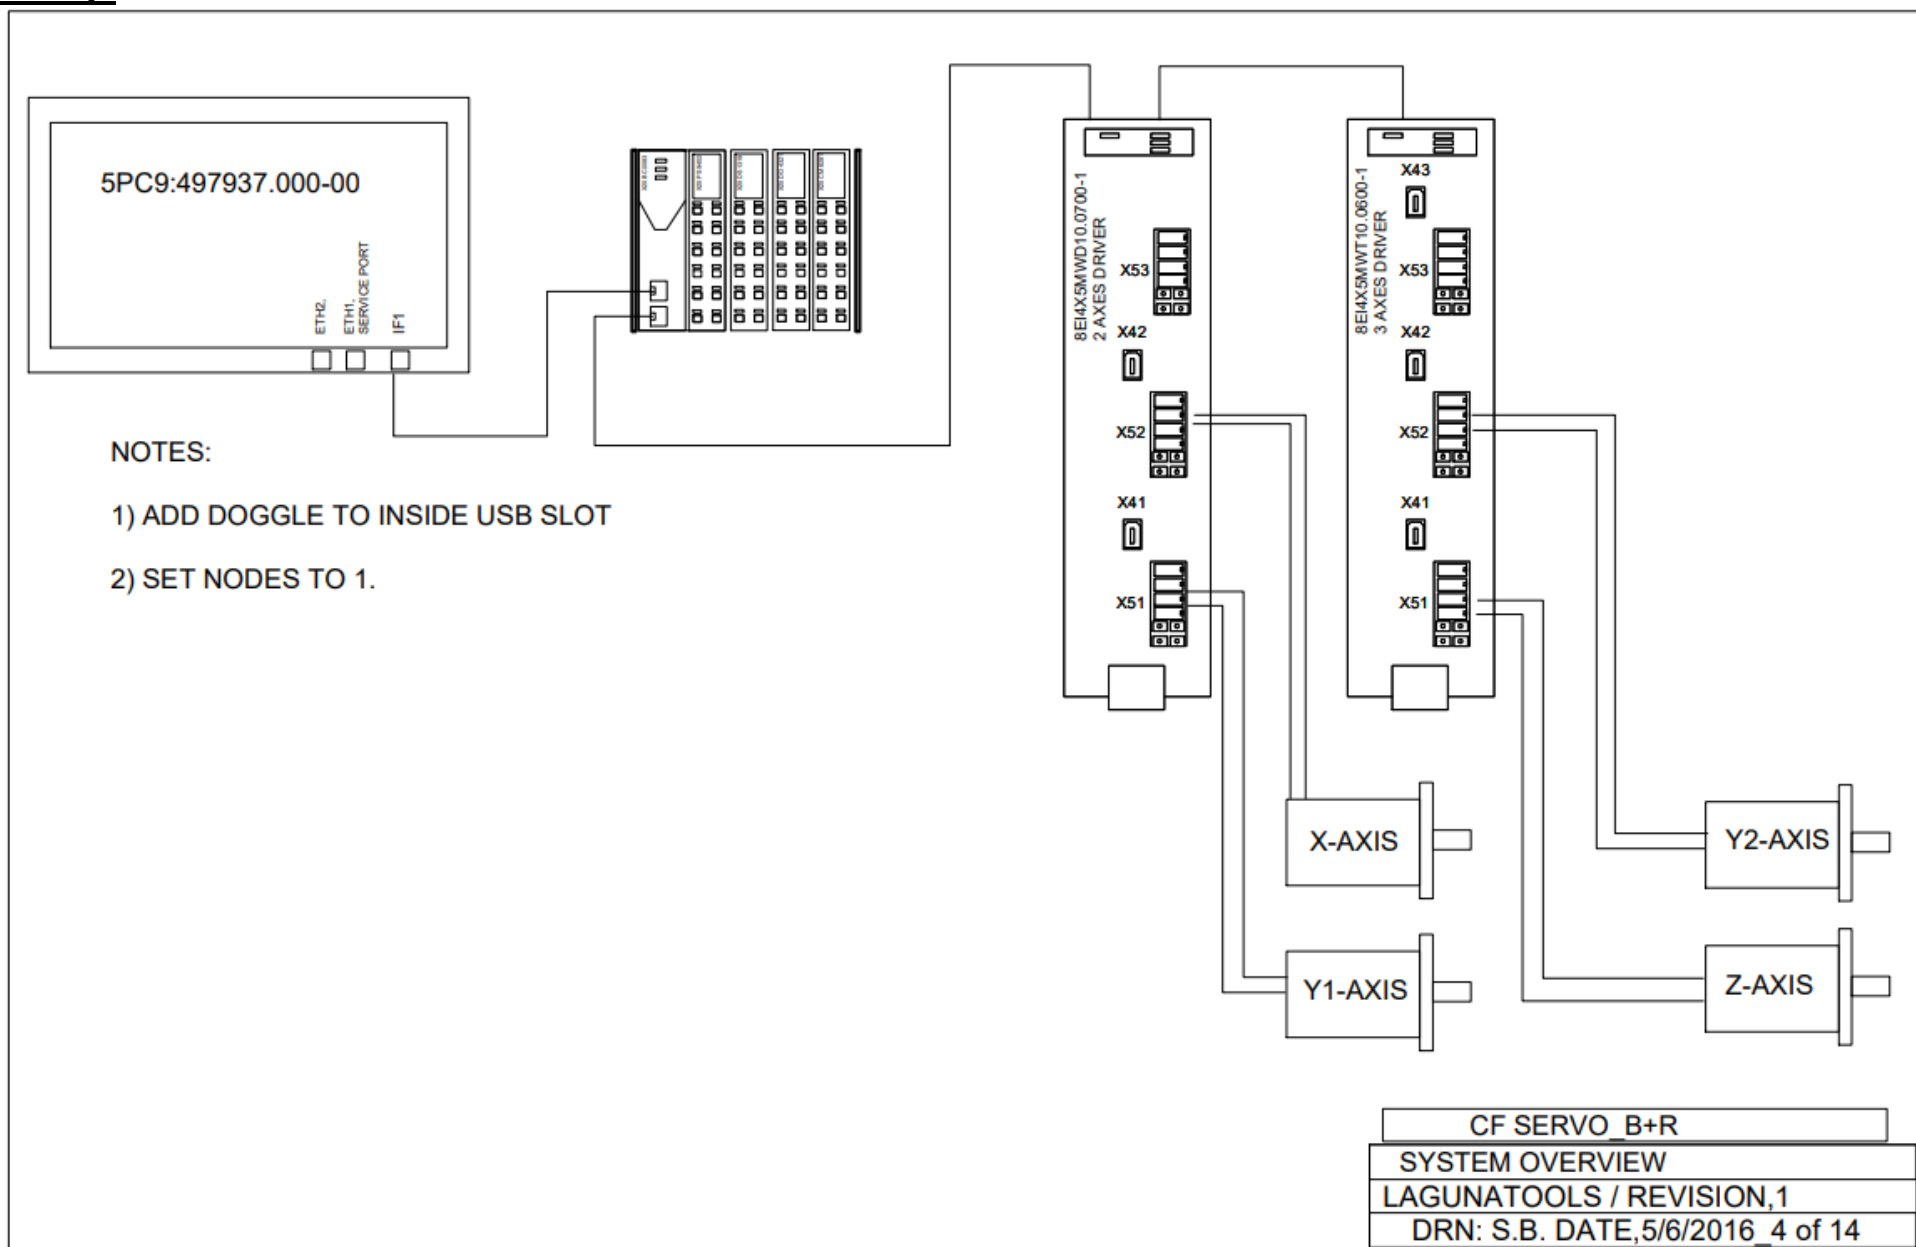 5PC9:497937.000-00
ETH2,
ETH1,
SERVICE PORT
IF1
NOTES:
1) ADD DOGGLE TO INSIDE USB SLOT
2) SET NODES TO 1.
8EI4X5MWD10.0700-1
2 AXES DRIVER
X53
X42
X52
X41
X51
8EI4X5MWT10.0600-1
3 AXES DRIVER
X43
X53
X42
X52
X41
X51
X-AXIS
Y1-AXIS
Y2-AXIS
Z-AXIS
CF SERVO_B+R
SYSTEM OVERVIEW
LAGUNATOOLS / REVISION,1
DRN: S.B. DATE,5/6/2016_4 of 14